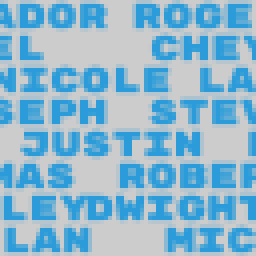 ADOR ROGE
EL CHEY
NICOLE LA
SEPH STEV
JUSTIN
MAS ROBER
LEYDWIGHT
LAN MIC